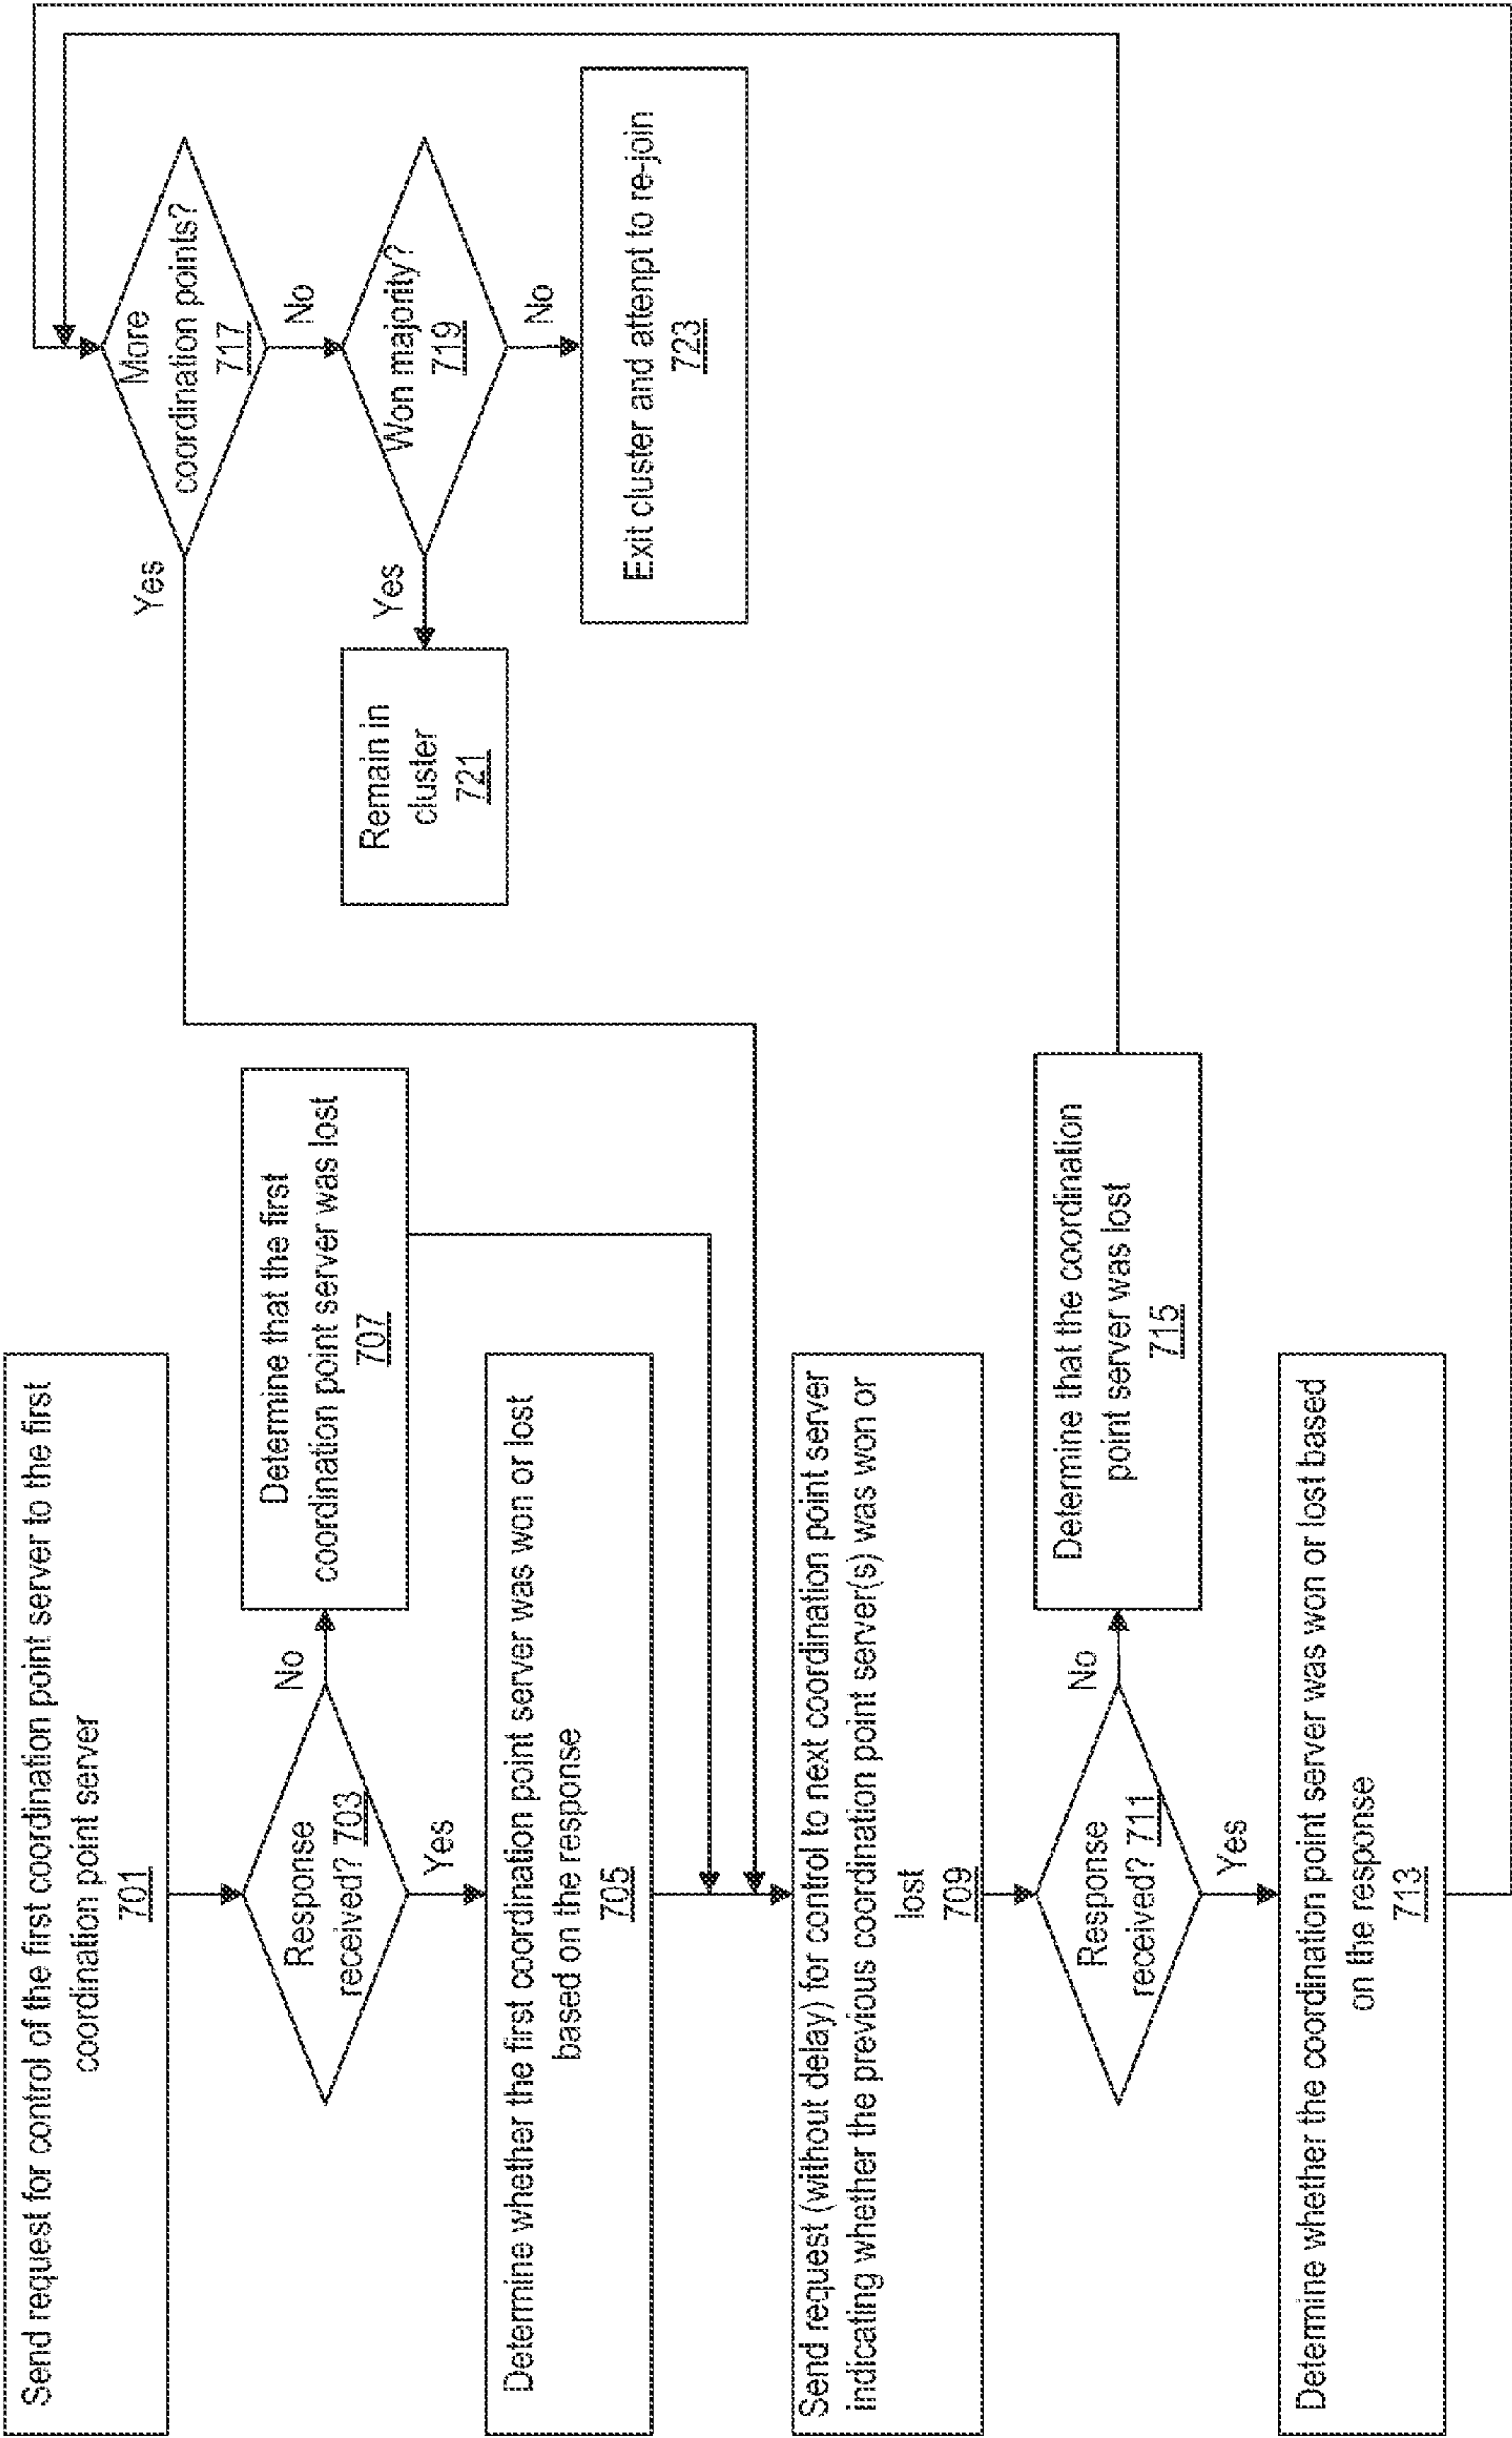 Send request for control of the first coordination point server to the first
coordination point server
701
Response
received? 703
No
Yes
Determine that the first
coordination point server was lost
707
Determine whether the first coordination point server was won or lost
based on the response
705
Send request (without delay) for control to next coordination point server
indicating whether the previous coordination point server(s) was won or
lost
709
Response
received? 711
No
Yes
Determine that the coordination
point server was lost
715
Determine whether the coordination point server was won or lost based
on the response
713
More
coordination points?
717
Yes
No
Won majority?
719
Yes
No
Remain in
cluster
721
Exit cluster and attenpt to re-join
723